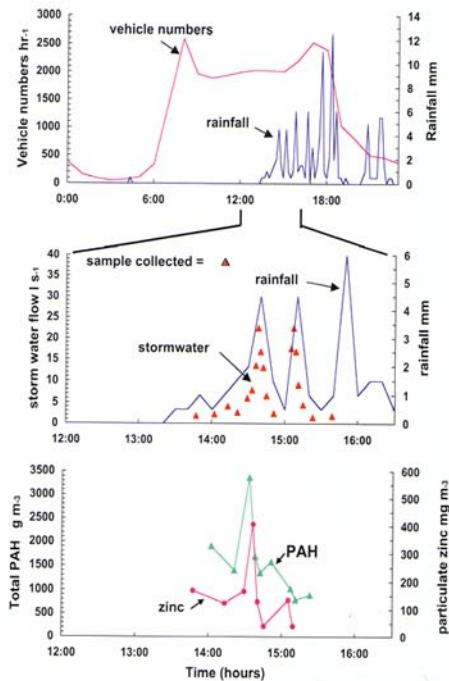 3000
2500
2000
1500
1000
500
0
Vehicle numbers hr-1
vehicle numbers
rainfall
14
12
10
8
6
4
2
0
Rainfall mm
0:00 6:00 12:00 18:00
40
35
30
25
20
15
10
5
0
storm water flow l s-1
sample collected =
rainfall
stormwater
6
5
4
3
2
1
0
rainfall mm
12:00 13:00 14:00 15:00 16:00
3500
3000
2500
2000
1500
1000
500
0
Total PAH g m-3
PAH
zinc
600
500
400
300
200
100
0
particulate zinc mg m-3
12:00 13:00 14:00 15:00 16:00
Time (hours)